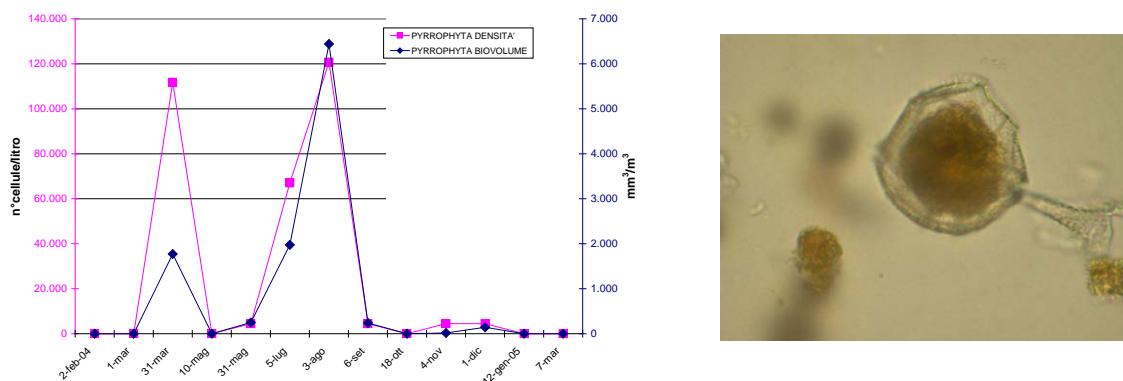 140.000
120.000
100.000
80.000
60.000
40.000
20.000
0
n°cellule/litro
PYRROPHYTA DENSITA'
PYRROPHYTA BIOVOLUME
7.000
6.000
5.000
4.000
3.000
2.000
1.000
0
mm³/m³
2-feb-04
1-mar
31-mar
10-mag
31-mag
5-lug
3-ago
6-set
18-ott
4-nov
1-dic
12-gen-05
7-mar